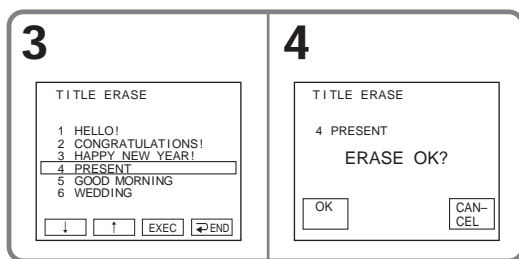 3
TITLE ERASE
1 HELLO!
2 CONGRATULATIONS!
3 HAPPY NEW YEAR!
4 PRESENT
5 GOOD MORNING
6 WEDDING
↓ ↑ EXEC ⮌ END
4
TITLE ERASE
4 PRESENT
ERASE OK?
OK
CAN–
CEL